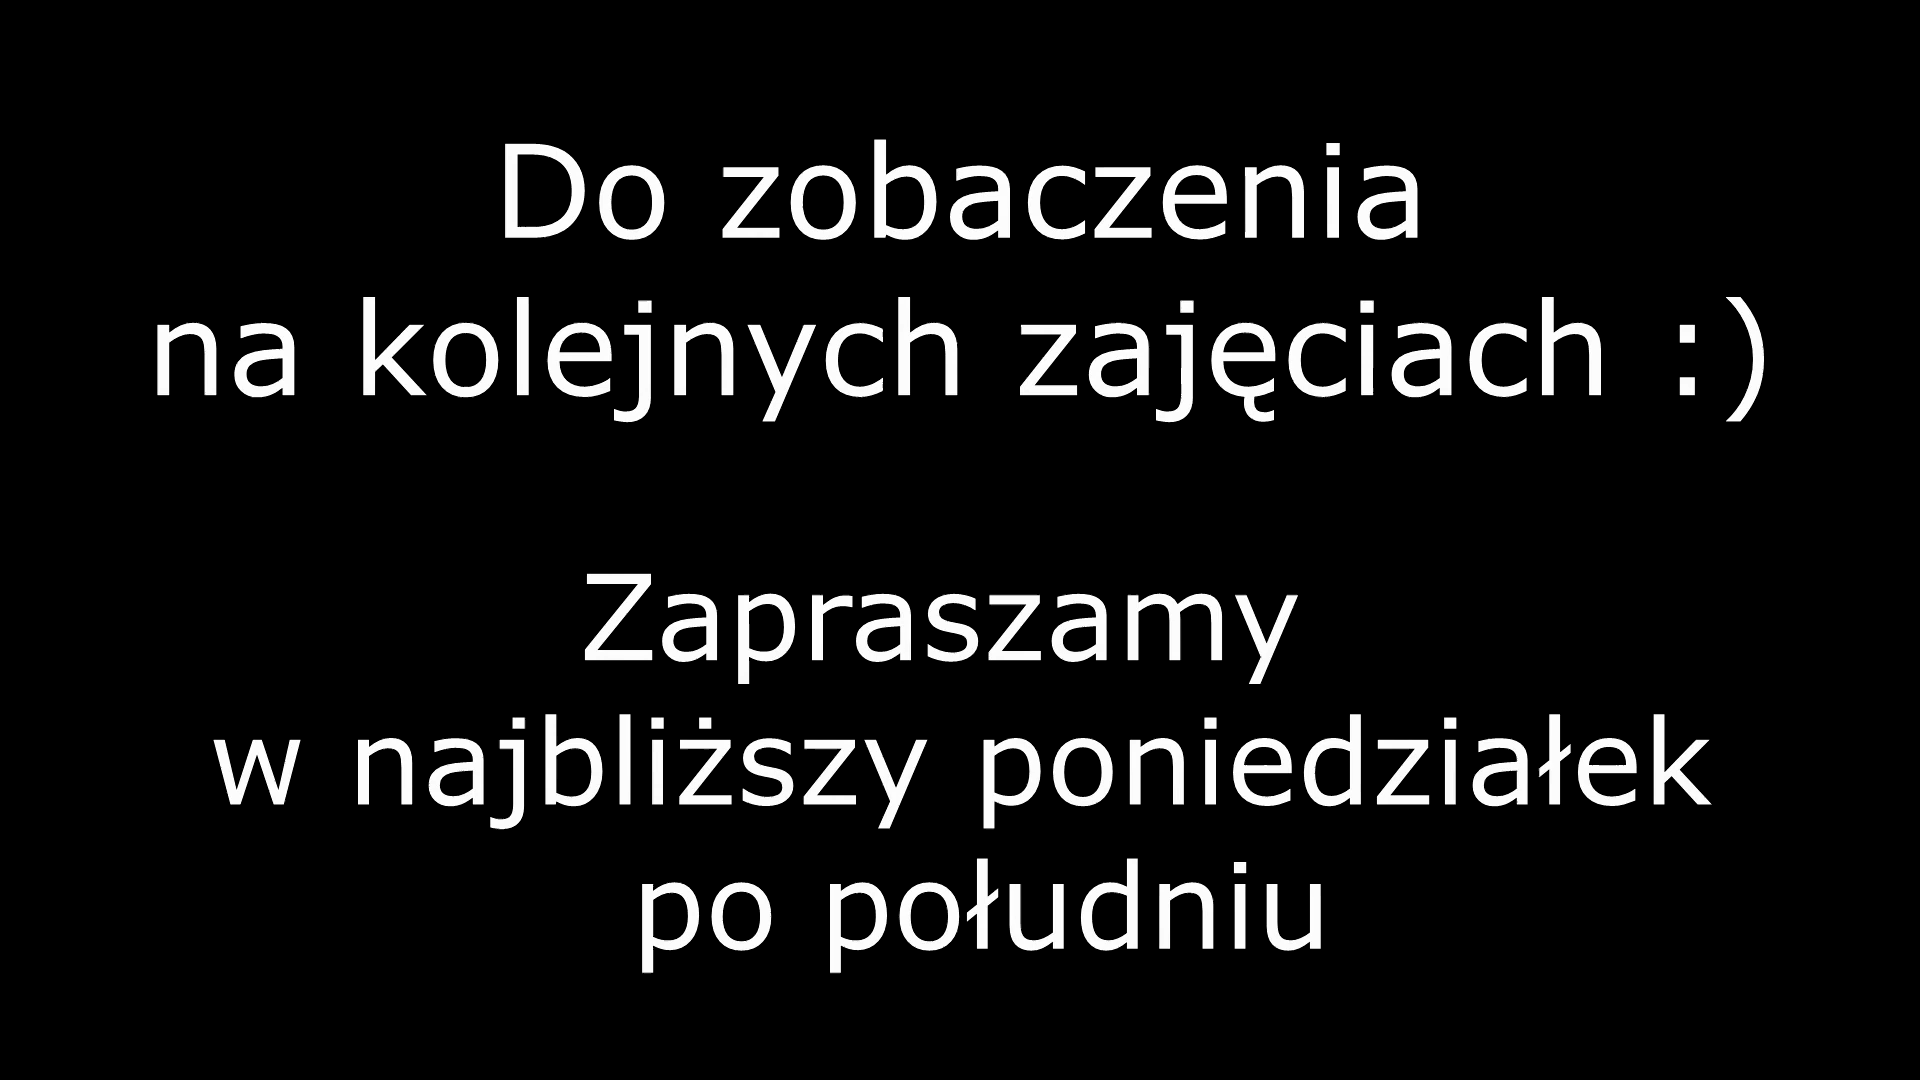 Do zobaczenia
na kolejnych zajęciach :)
Zapraszamy
w najbliższy poniedziałek
po południu